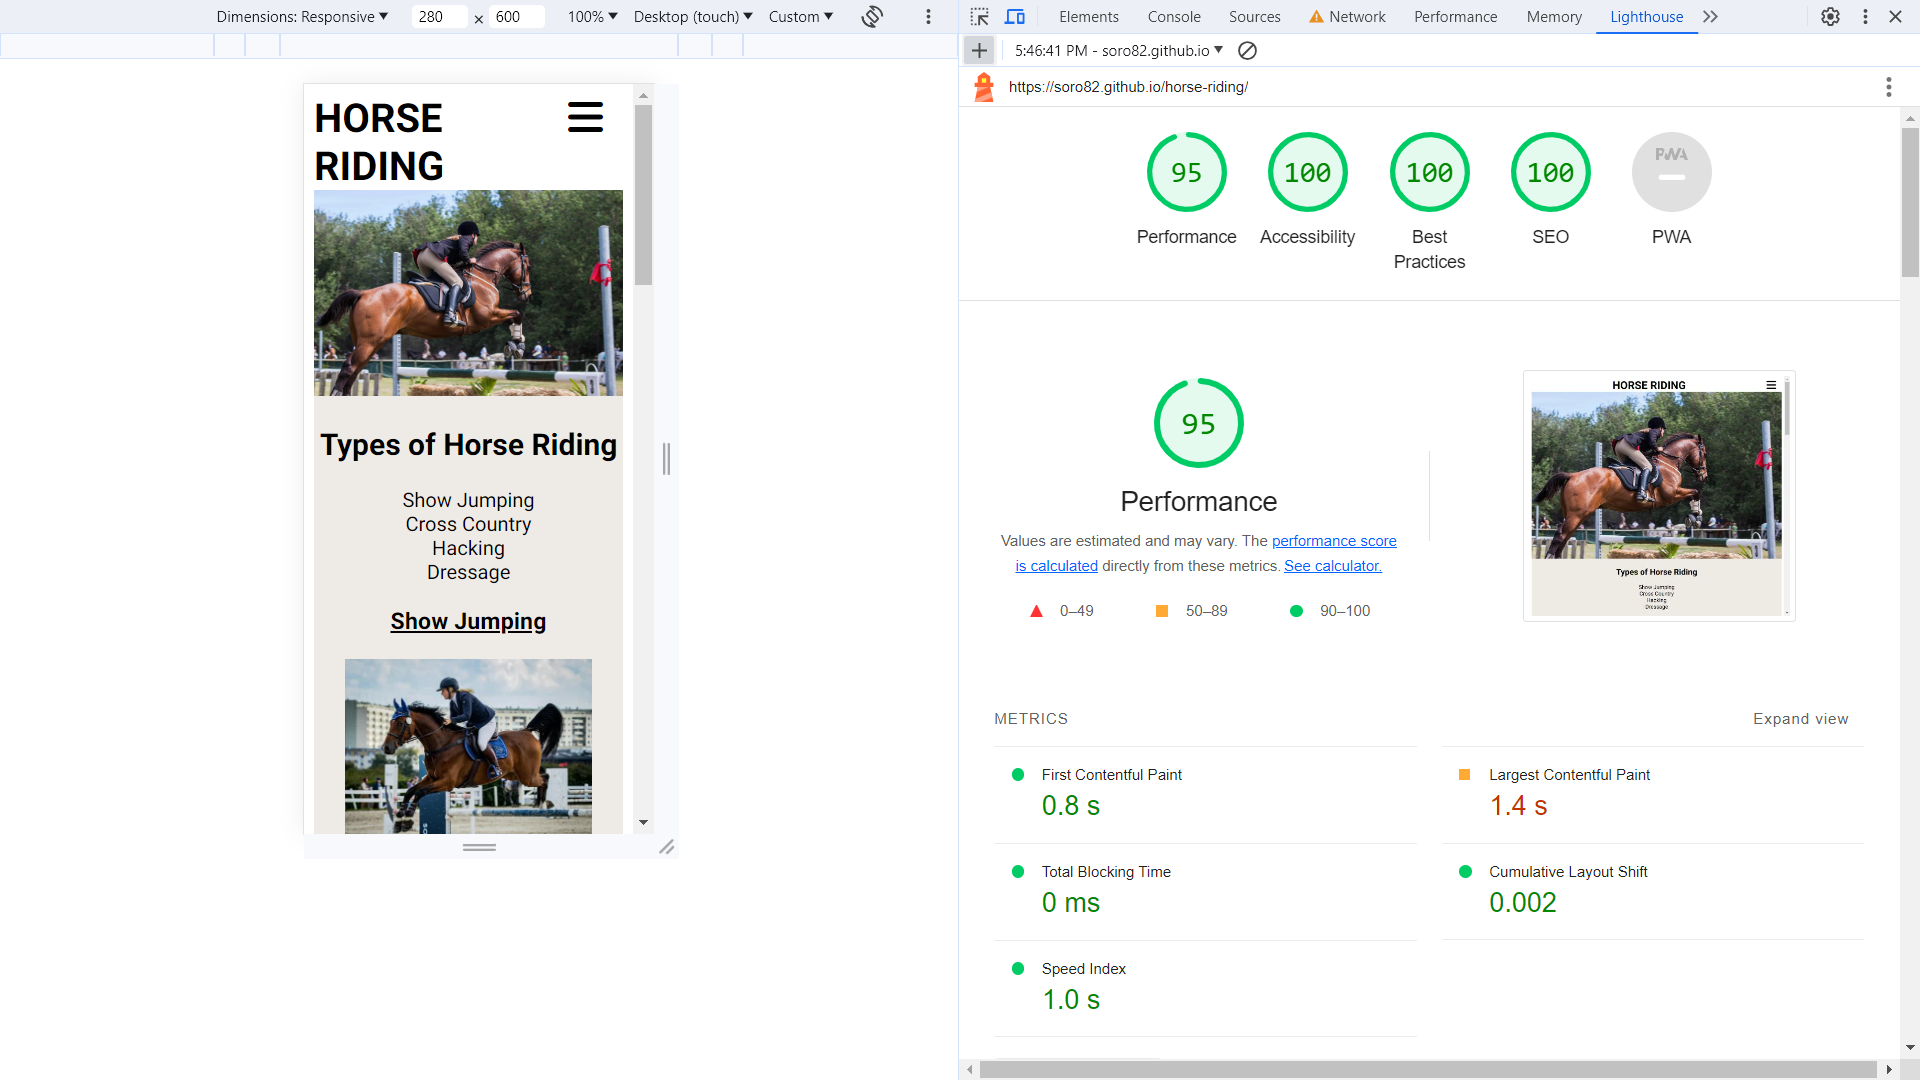 Dimensions: Responsive 280 × 600 100% Desktop (touch) Custom
Elements Console Sources Network Performance Memory Lighthouse
5:46:41 PM - soro82.github.io
https://soro82.github.io/horse-riding/
HORSE
RIDING
Types of Horse Riding
Show Jumping
Cross Country
Hacking
Dressage
Show Jumping
95 100 100 100 PWA
Performance Accessibility Best Practices SEO PWA
95
Performance
Values are estimated and may vary. The performance score
is calculated directly from these metrics. See calculator.
0–49 50–89 90–100
HORSE RIDING
Types of Horse Riding
Show Jumping
Cross Country
Hacking
Dressage
METRICS Expand view
First Contentful Paint
0.8 s
Largest Contentful Paint
1.4 s
Total Blocking Time
0 ms
Cumulative Layout Shift
0.002
Speed Index
1.0 s